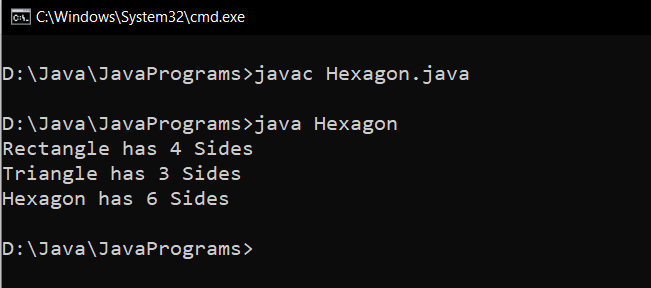 C:\Windows\System32\cmd.exe
D:\Java\JavaPrograms>javac Hexagon.java
D:\Java\JavaPrograms>java Hexagon
Rectangle has 4 Sides
Triangle has 3 Sides
Hexagon has 6 Sides
D:\Java\JavaPrograms>